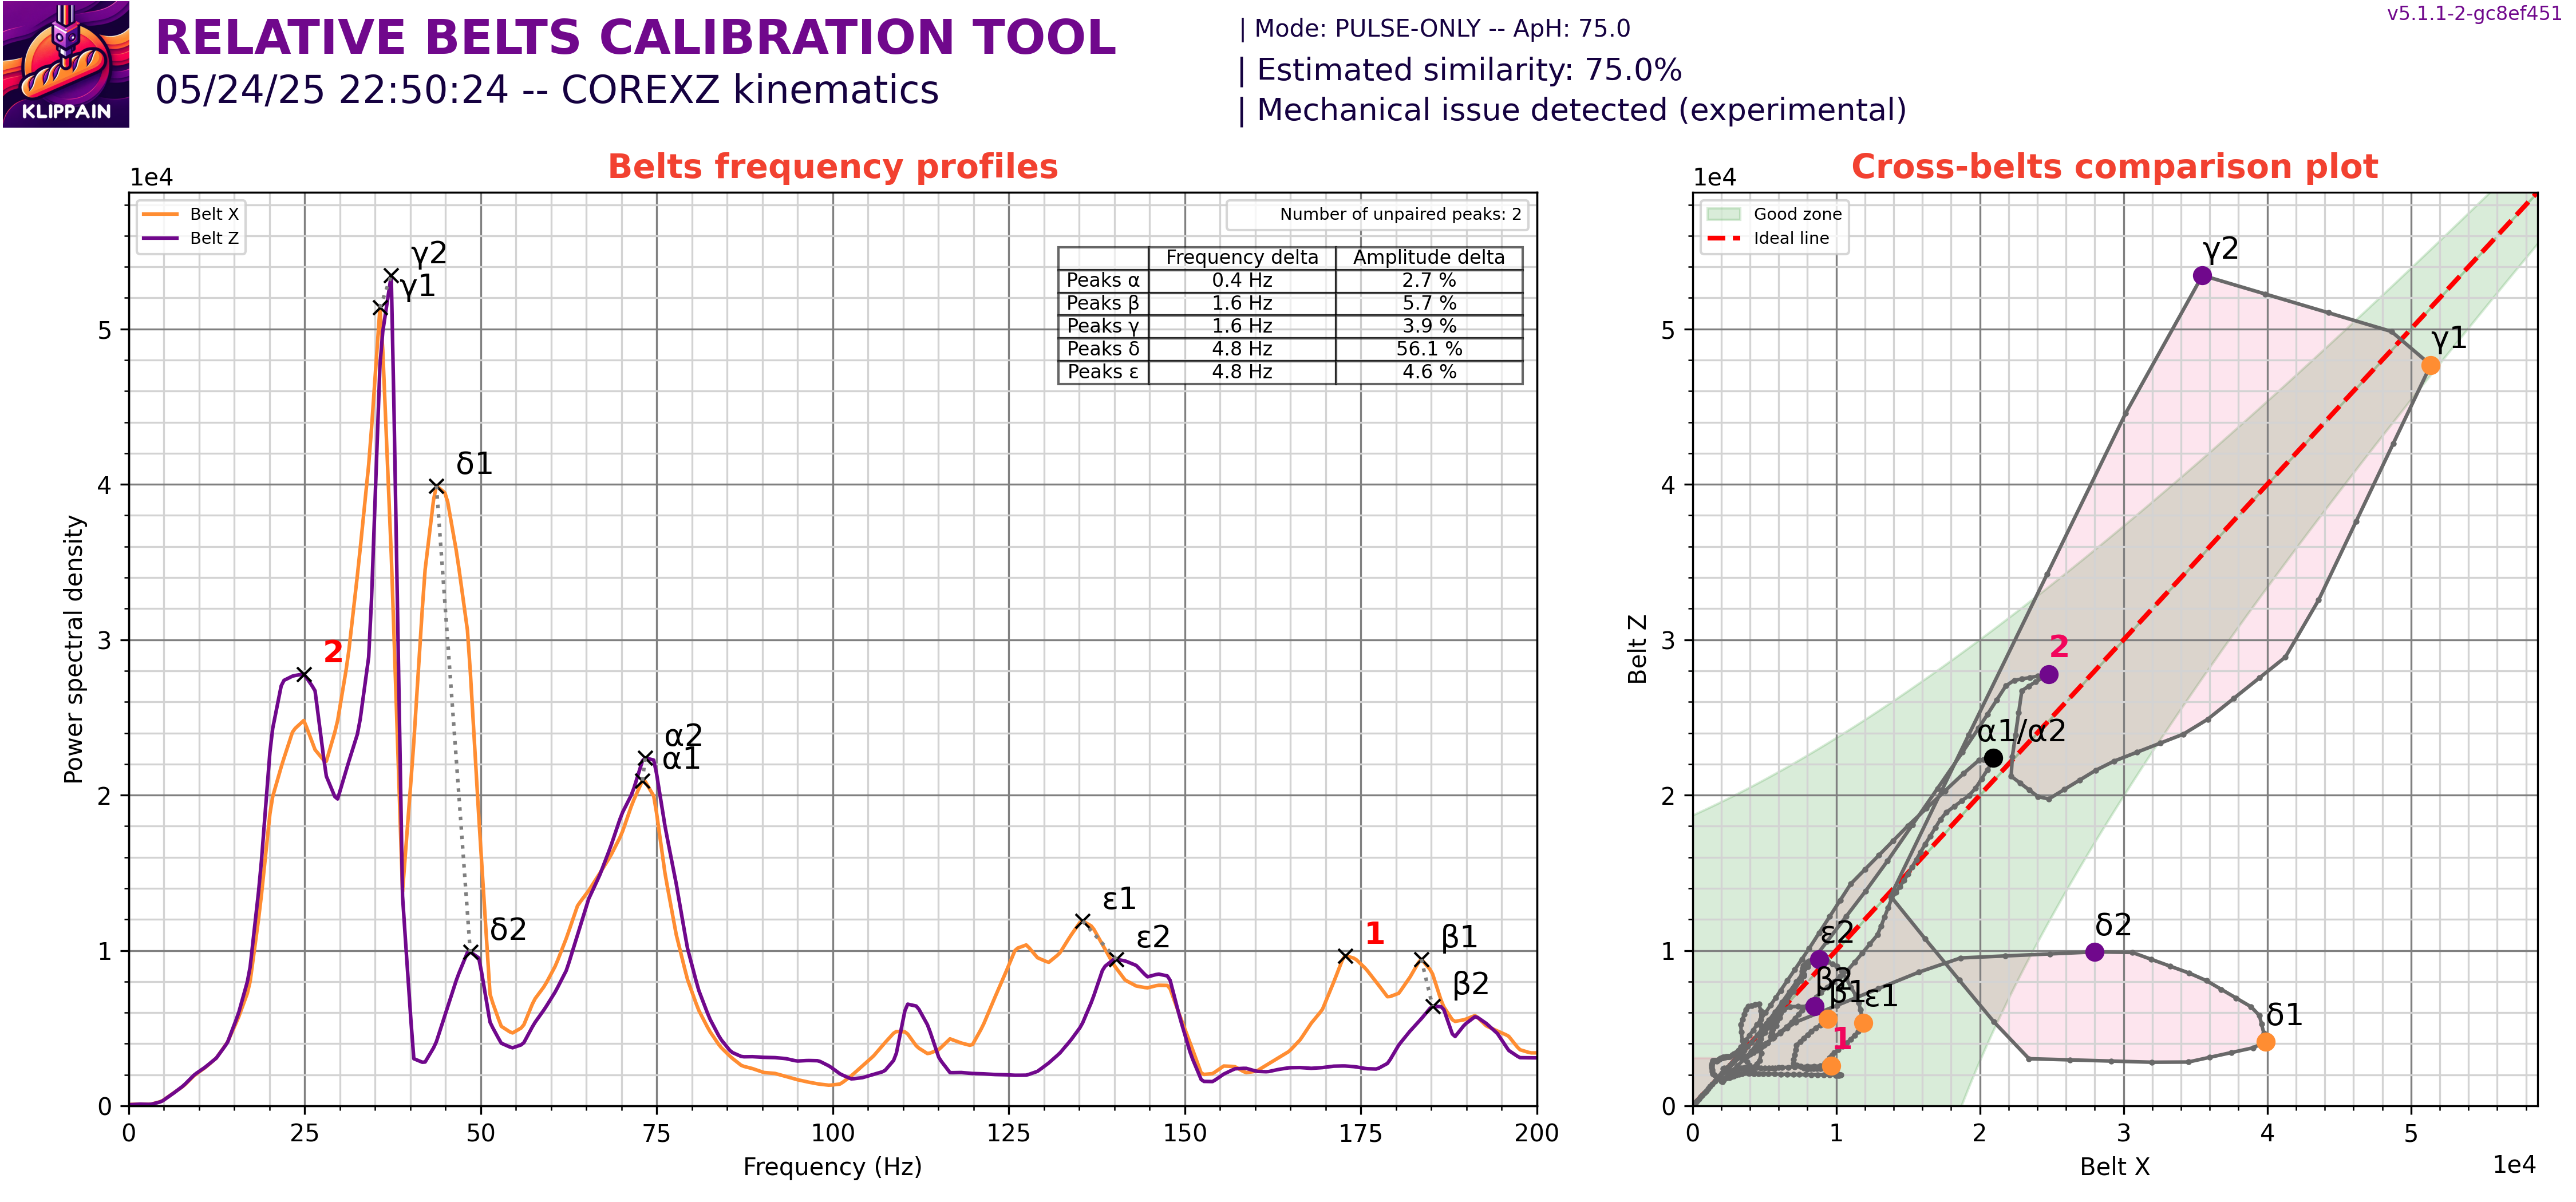 KLIPPAIN
RELATIVE BELTS CALIBRATION TOOL
05/24/25 22:50:24 -- COREXZ kinematics
| Mode: PULSE-ONLY -- ApH: 75.0
| Estimated similarity: 75.0%
| Mechanical issue detected (experimental)
v5.1.1-2-gc8ef451
Belts frequency profiles
1e4
Belt X
Belt Z
Number of unpaired peaks: 2
Frequency delta Amplitude delta
Peaks α 0.4 Hz 2.7 %
Peaks β 1.6 Hz 5.7 %
Peaks γ 1.6 Hz 3.9 %
Peaks δ 4.8 Hz 56.1 %
Peaks ε 4.8 Hz 4.6 %
γ2
γ1
δ1
2
α2
α1
δ2
ε1
ε2
1
β1
β2
5
4
3
2
1
0
Power spectral density
0 25 50 75 100 125 150 175 200
Frequency (Hz)
Cross-belts comparison plot
1e4
Good zone
Ideal line
γ2
γ1
2
α1/α2
δ2
ε2
β2
β1
ε1
δ1
1
5
4
3
2
1
0
Belt Z
0 1 2 3 4 5
Belt X
1e4